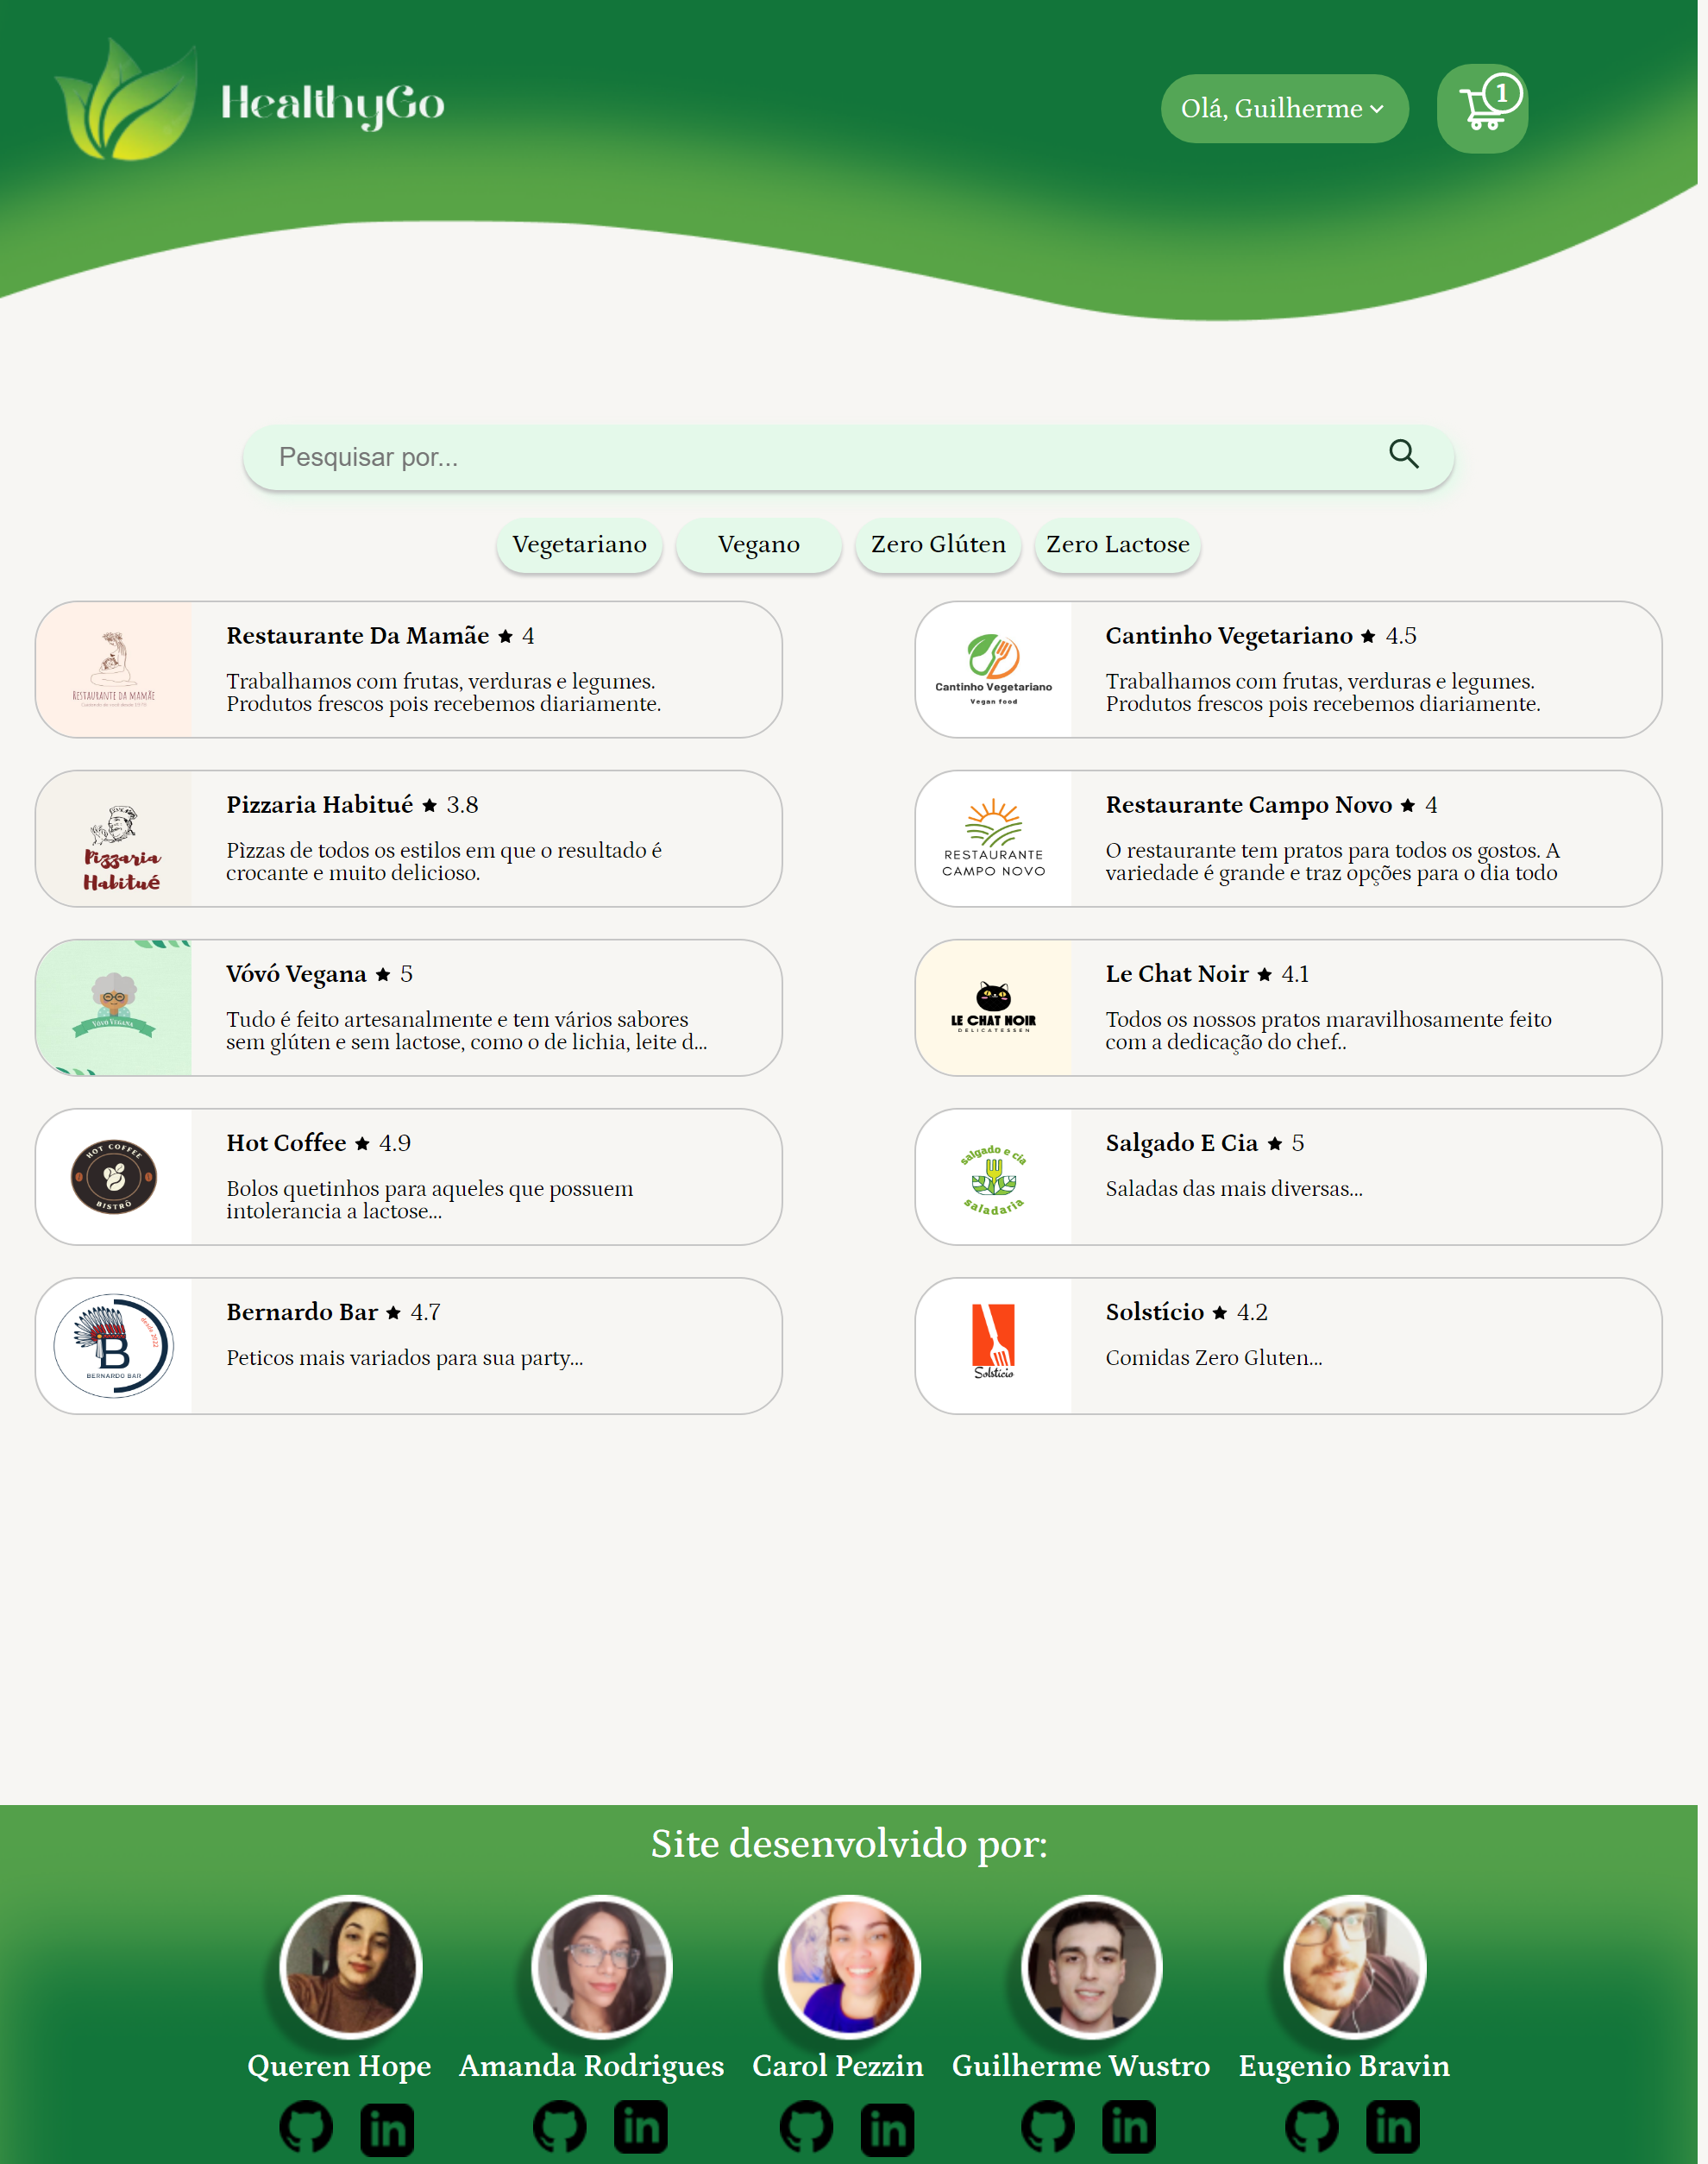 HealthyGo
Olá, Guilherme
1
Pesquisar por...
Vegetariano
Vegano
Zero Glúten
Zero Lactose
RESTAURANTE DA MAMÃE
Restaurante Da Mamãe ★ 4
Trabalhamos com frutas, verduras e legumes.
Produtos frescos pois recebemos diariamente.
Cantinho Vegetariano
Vegan food
Cantinho Vegetariano ★ 4.5
Trabalhamos com frutas, verduras e legumes.
Produtos frescos pois recebemos diariamente.
Pizzaria
Habitué
Pizzaria Habitué ★ 3.8
Pìzzas de todos os estilos em que o resultado é
crocante e muito delicioso.
RESTAURANTE
CAMPO NOVO
Restaurante Campo Novo ★ 4
O restaurante tem pratos para todos os gostos. A
variedade é grande e traz opções para o dia todo
VÓVÓ VEGANA
Vóvó Vegana ★ 5
Tudo é feito artesanalmente e tem vários sabores
sem glúten e sem lactose, como o de lichia, leite d...
LE CHAT NOIR
DELICATESSEN
Le Chat Noir ★ 4.1
Todos os nossos pratos maravilhosamente feito
com a dedicação do chef..
HOT COFFEE
BISTRÔ
Hot Coffee ★ 4.9
Bolos quetinhos para aqueles que possuem
intolerancia a lactose...
salgado e cia
saladaria
Salgado E Cia ★ 5
Saladas das mais diversas...
desde 2022
B
BERNARDO BAR
Bernardo Bar ★ 4.7
Peticos mais variados para sua party...
Solstício
Solstício ★ 4.2
Comidas Zero Gluten...
Site desenvolvido por:
Queren Hope
Amanda Rodrigues
Carol Pezzin
Guilherme Wustro
Eugenio Bravin
in
in
in
in
in